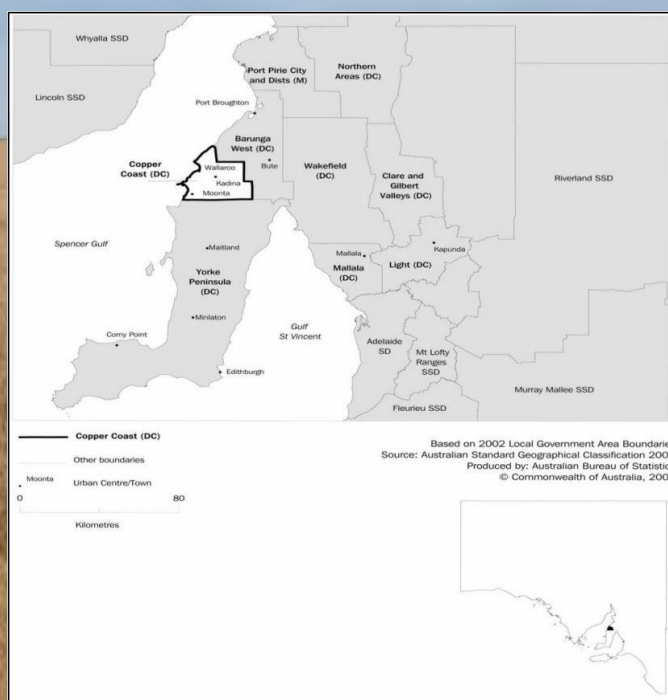 Whyalla SSD
Port Pirie City
and Dists (M)
Northern
Areas (DC)
Lincoln SSD
Port Broughton
Barunga
West (DC)
Copper
Coast (DC)
Wallaroo
Bute
Kadina
Moonta
Wakefield
(DC)
Clare and
Gilbert
Valleys (DC)
Riverland SSD
Spencer Gulf
Maitland
Mallala
Kapunda
Yorke
Peninsula
(DC)
Mallala
(DC)
Light (DC)
Minlaton
Gulf
St Vincent
Corny Point
Adelaide
SD
Mt Lofty
Ranges
SSD
Edithburgh
Murray Mallee SSD
Fleurieu SSD
Copper Coast (DC)
Other boundaries
Moonta
Urban Centre/Town
0 80
Kilometres
Based on 2002 Local Government Area Boundarie
Source: Australian Standard Geographical Classification 200
Produced by: Australian Bureau of Statistic
© Commonwealth of Australia, 200